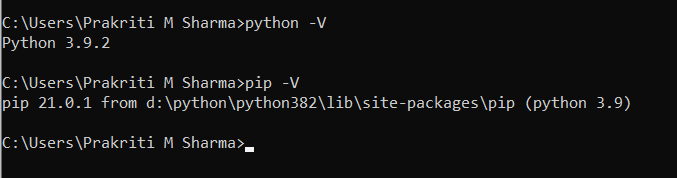 C:\Users\Prakriti M Sharma>python -V
Python 3.9.2
C:\Users\Prakriti M Sharma>pip -V
pip 21.0.1 from d:\python\python382\lib\site-packages\pip (python 3.9)
C:\Users\Prakriti M Sharma>